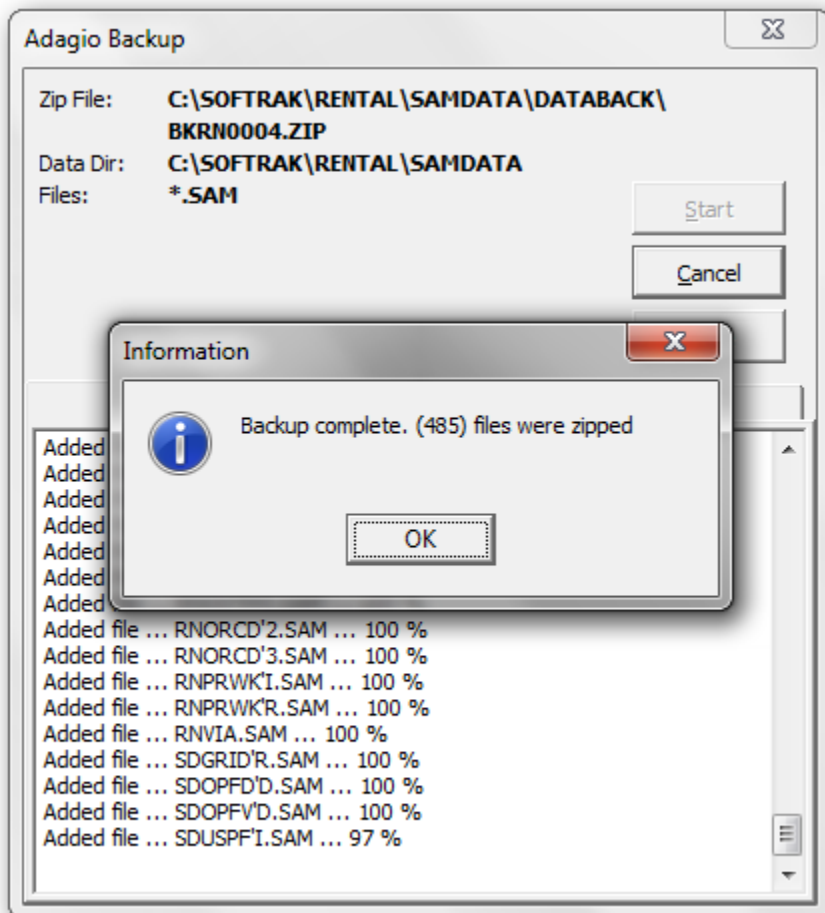 Adagio Backup
Zip File: C:\SOFTRAK\RENTAL\SAMDATA\DATABACK\
BKRN0004.ZIP
Data Dir: C:\SOFTRAK\RENTAL\SAMDATA
Files: *.SAM
Start
Cancel
Information
Backup complete. (485) files were zipped
OK
Added
Added
Added
Added
Added
Added
Added
Added file ... RNORCD'2.SAM ... 100 %
Added file ... RNORCD'3.SAM ... 100 %
Added file ... RNPRWK'I.SAM ... 100 %
Added file ... RNPRWK'R.SAM ... 100 %
Added file ... RNVIA.SAM ... 100 %
Added file ... SDGRID'R.SAM ... 100 %
Added file ... SDOPFD'D.SAM ... 100 %
Added file ... SDOPFV'D.SAM ... 100 %
Added file ... SDUSPF'I.SAM ... 97 %